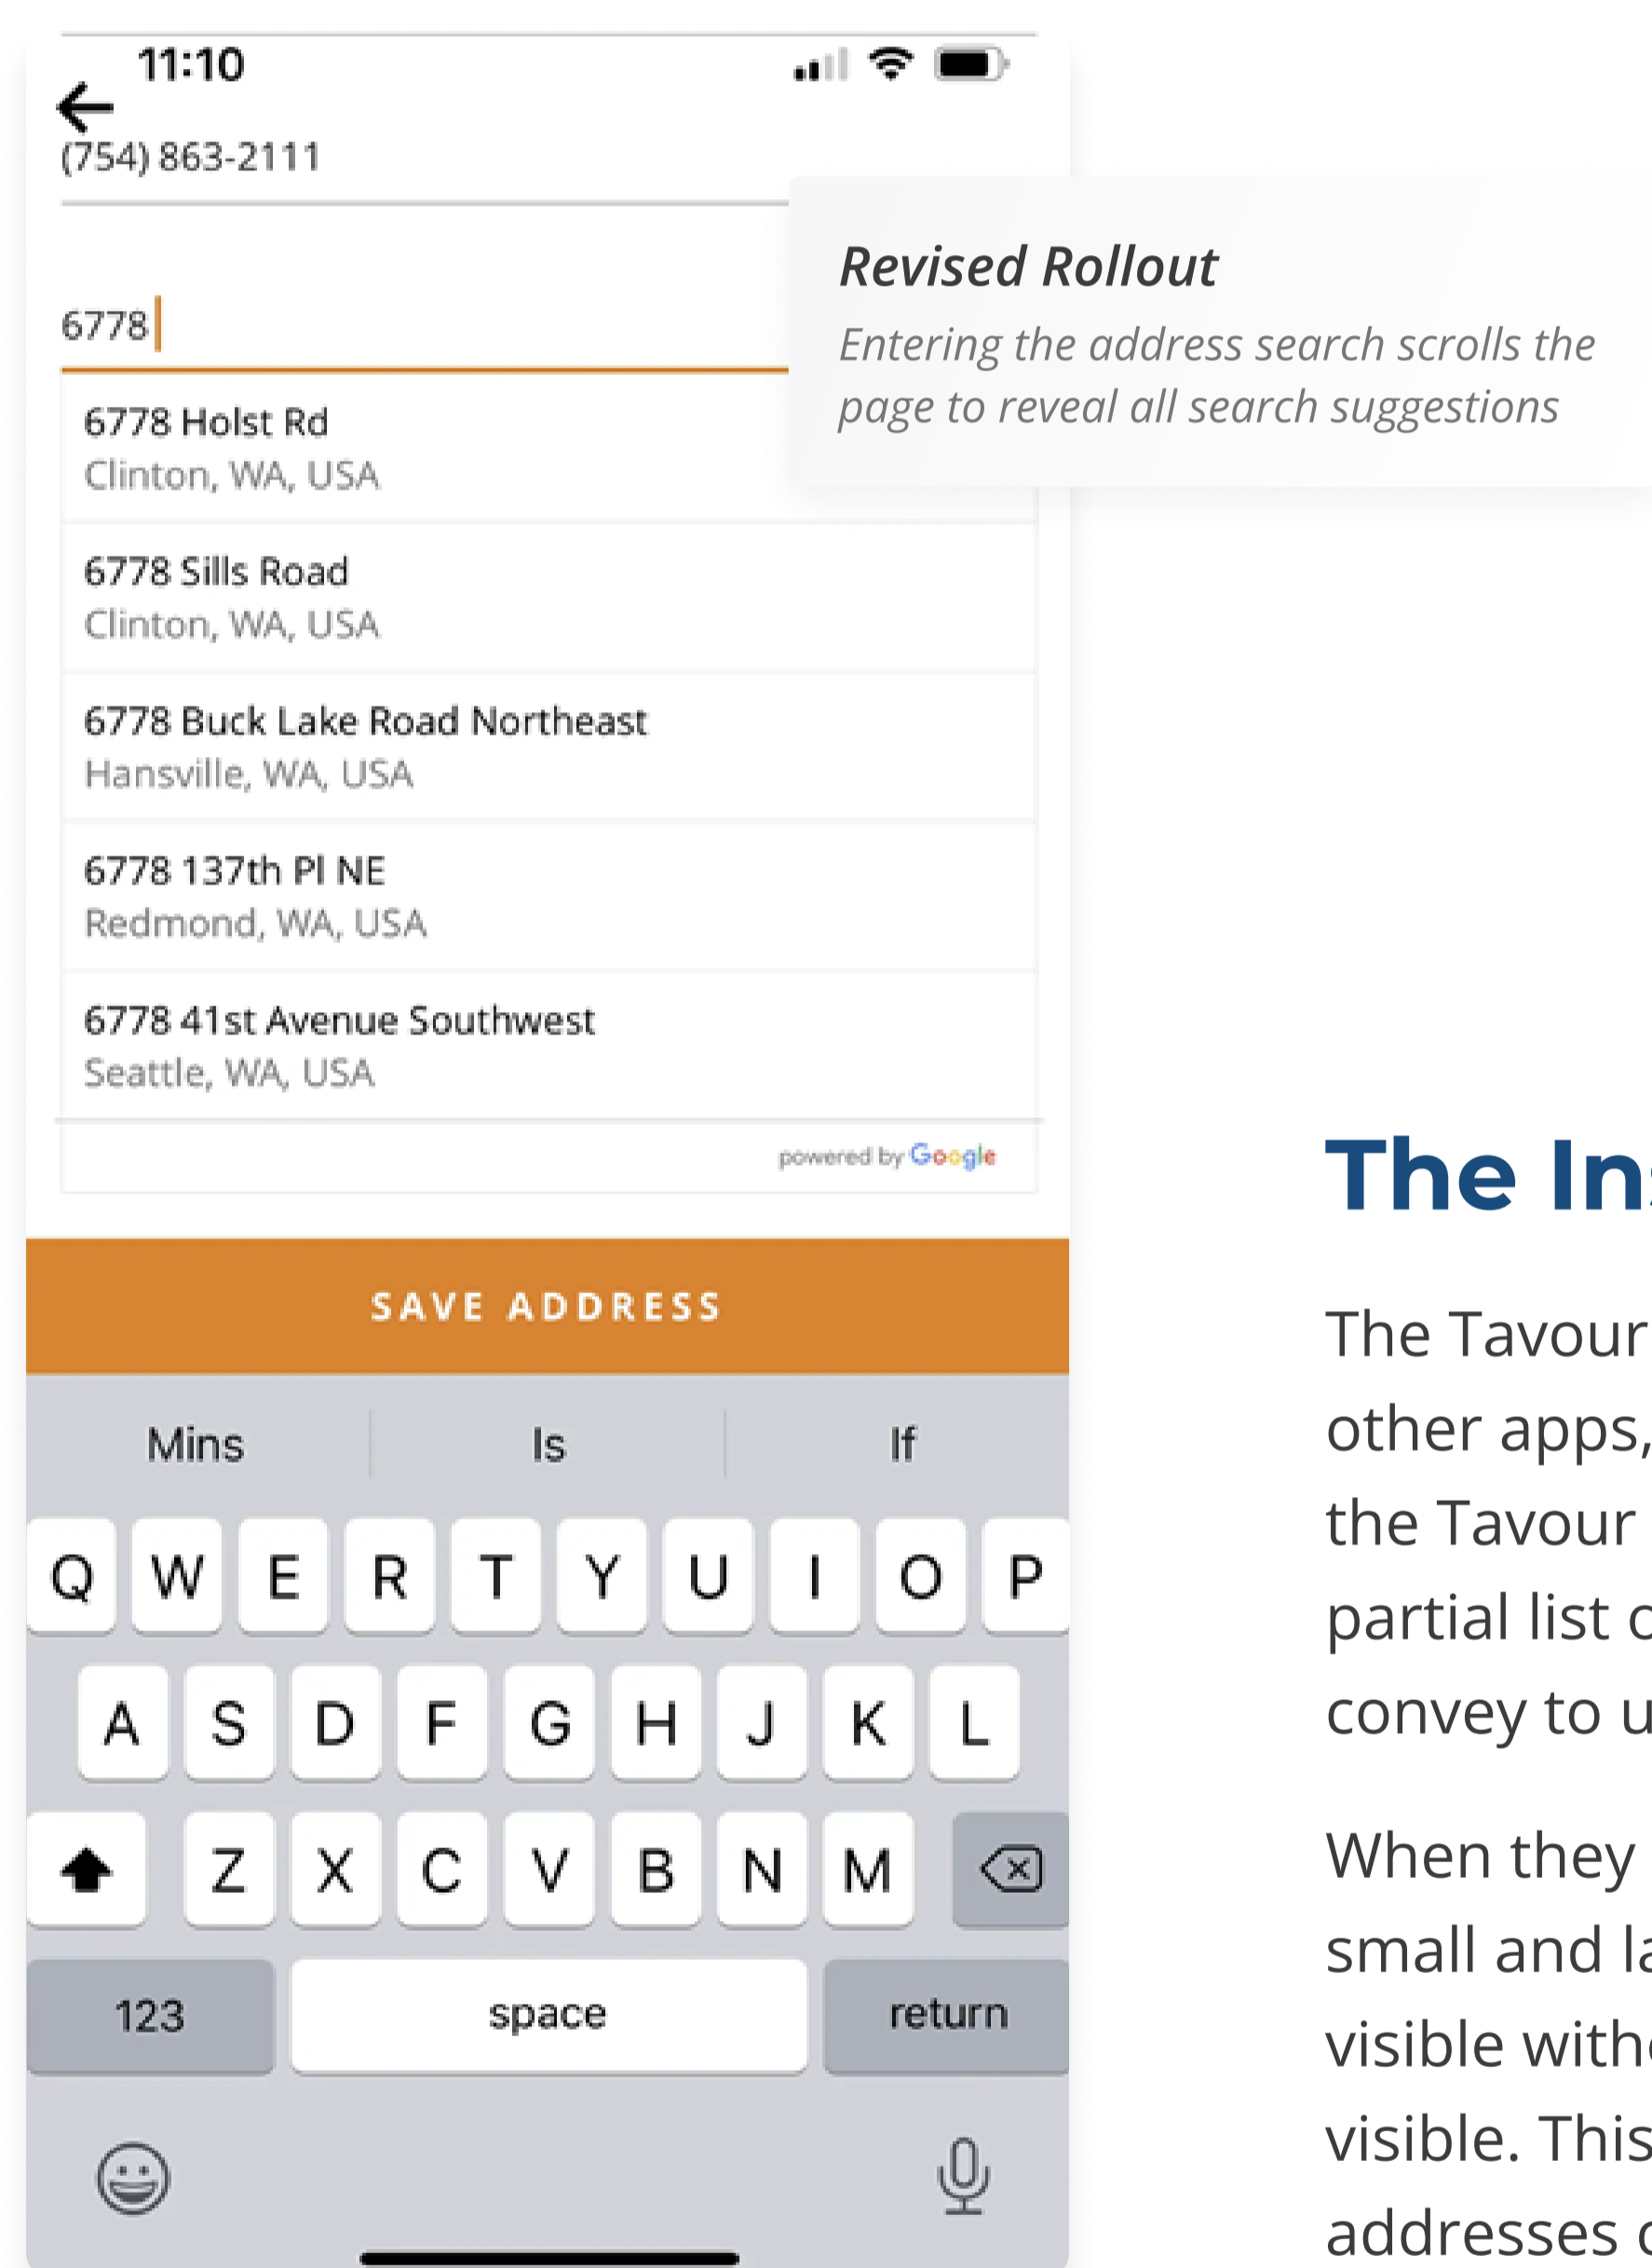 11:10
(754) 863-2111
6778
6778 Holst Rd
Clinton, WA, USA
6778 Sills Road
Clinton, WA, USA
6778 Buck Lake Road Northeast
Hansville, WA, USA
6778 137th Pl NE
Redmond, WA, USA
6778 41st Avenue Southwest
Seattle, WA, USA
powered by Google
SAVE ADDRESS
Mins Is If
Q W E R T Y U I O P
A S D F G H J K L
Z X C V B N M
123 space return
Revised Rollout
Entering the address search scrolls the
page to reveal all search suggestions
The
The Tavour
other apps,
the Tavour
partial list
convey to
When they
small and
visible
visible. This
addresses